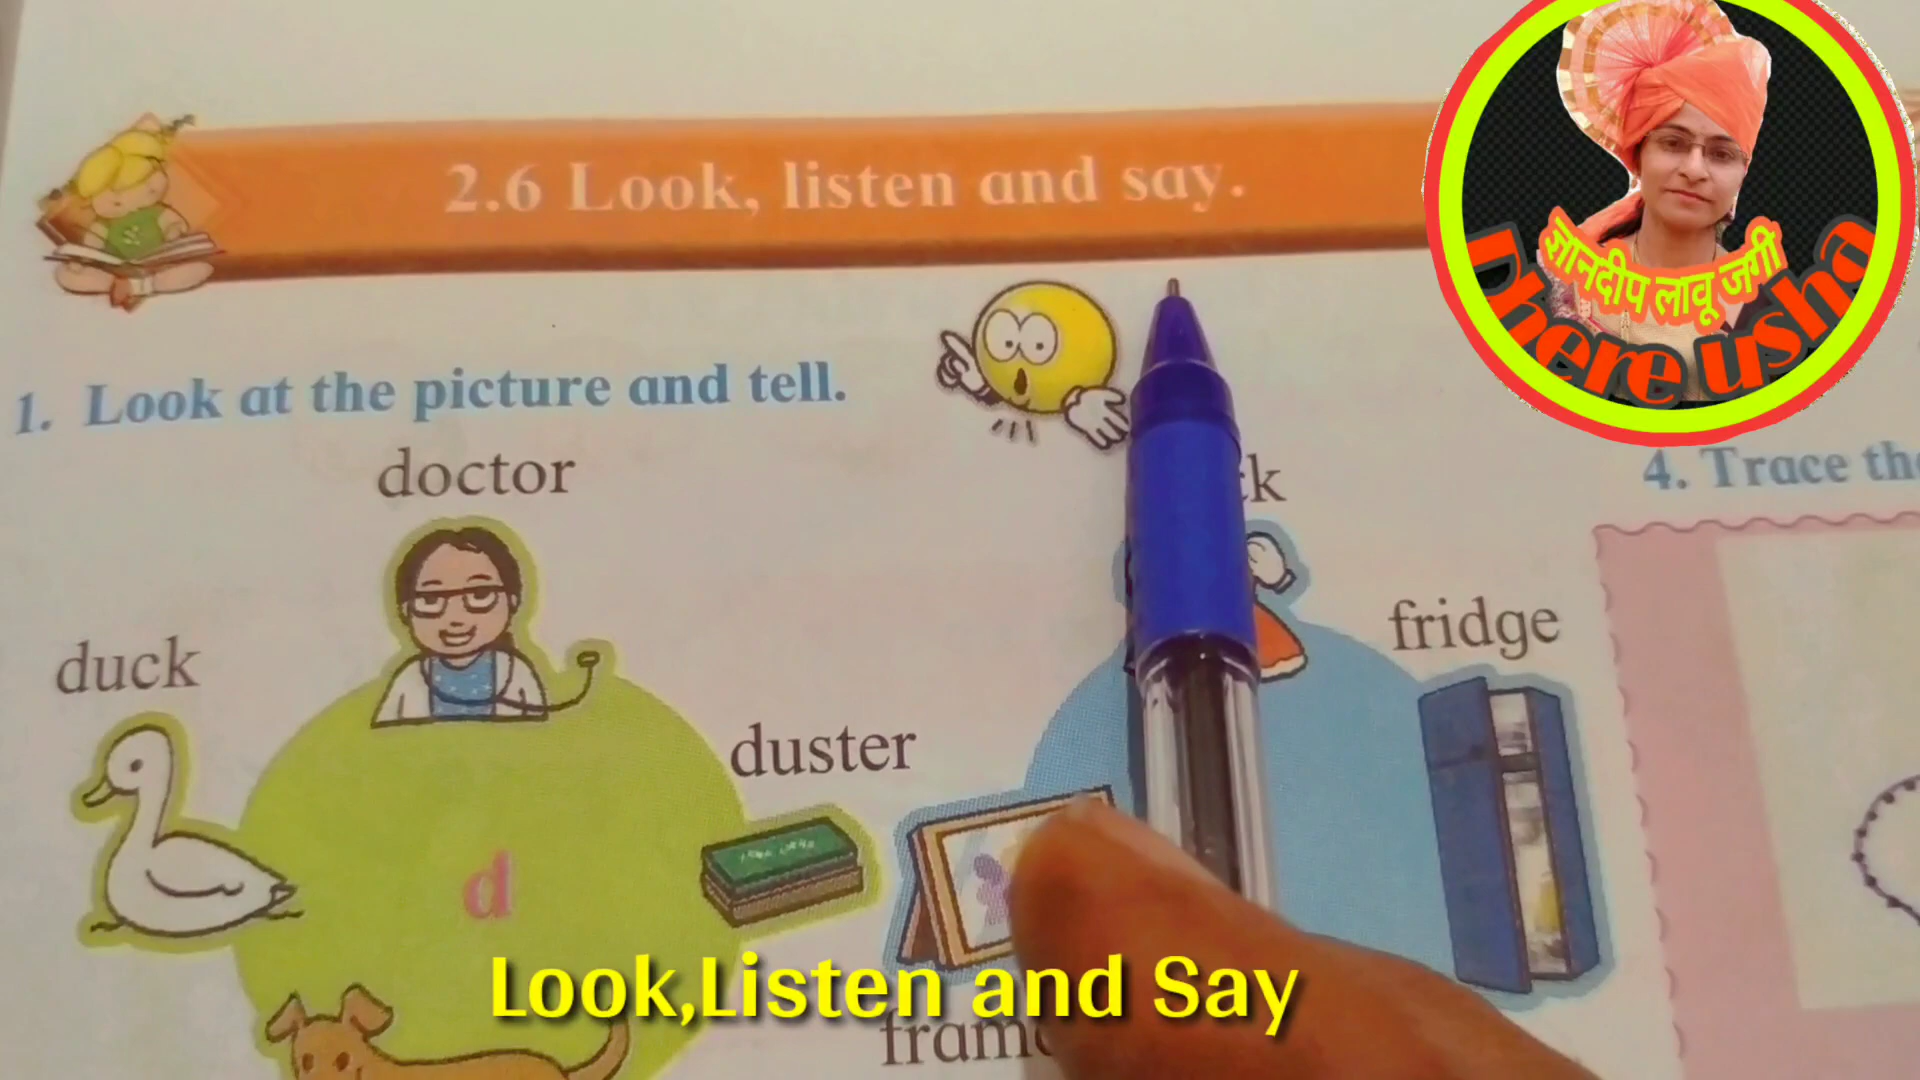 2.6 Look, listen and say.
1. Look at the picture and tell.
doctor
duck
duster
d
fridge
4. Trace
ज्ञानदीप लावू जगी
Dhere usha
Look,Listen and Say